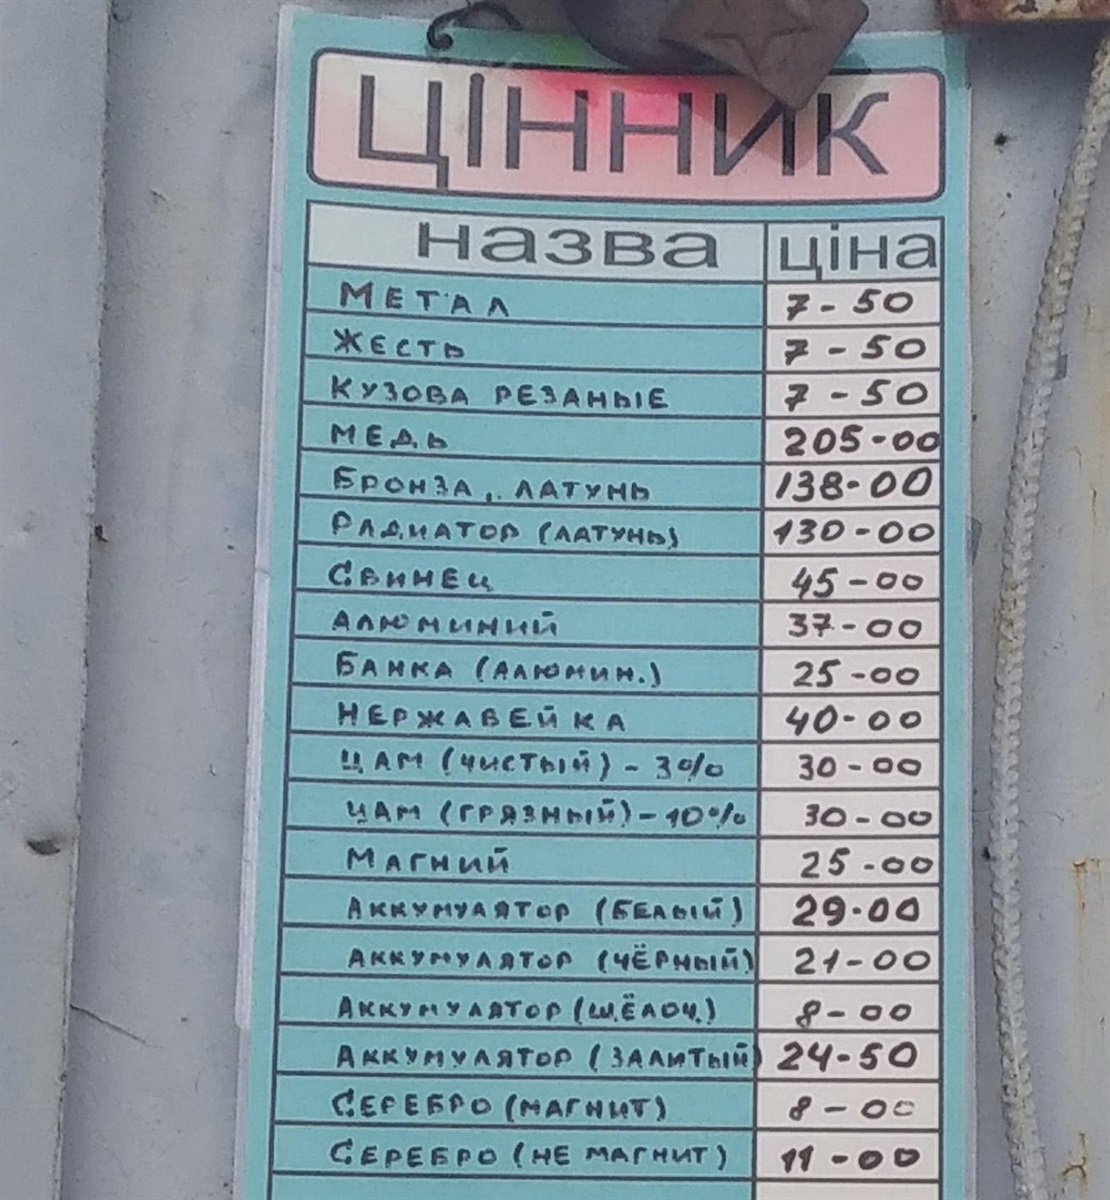 ЦІННИК
назва ціна
МЕТАЛ 7-50
ЖЕСТЬ 7-50
КУЗОВА РЕЗАНЫЕ 7-50
МЕДЬ 205-00
БРОНЗА, ЛАТУНЬ 138-00
РАДИАТОР (ЛАТУНЬ) 130-00
СВИНЕЦ 45-00
АЛЮМИНИЙ 37-00
БАНКА (АЛЮМИН.) 25-00
НЕРЖАВЕЙКА 40-00
ЦАМ (ЧИСТЫЙ) - 3% 30-00
ЦАМ (ГРЯЗНЫЙ) - 10% 30-00
МАГНИЙ 25-00
АККУМУЛЯТОР (БЕЛЫЙ) 29-00
АККУМУЛЯТОР (ЧЁРНЫЙ) 21-00
АККУМУЛЯТОР (ЩЁЛОЧ.) 8-00
АККУМУЛЯТОР (ЗАЛИТЫЙ) 24-50
СЕРЕБРО (МАГНИТ) 8-00
СЕРЕБРО (НЕ МАГНИТ) 11-00